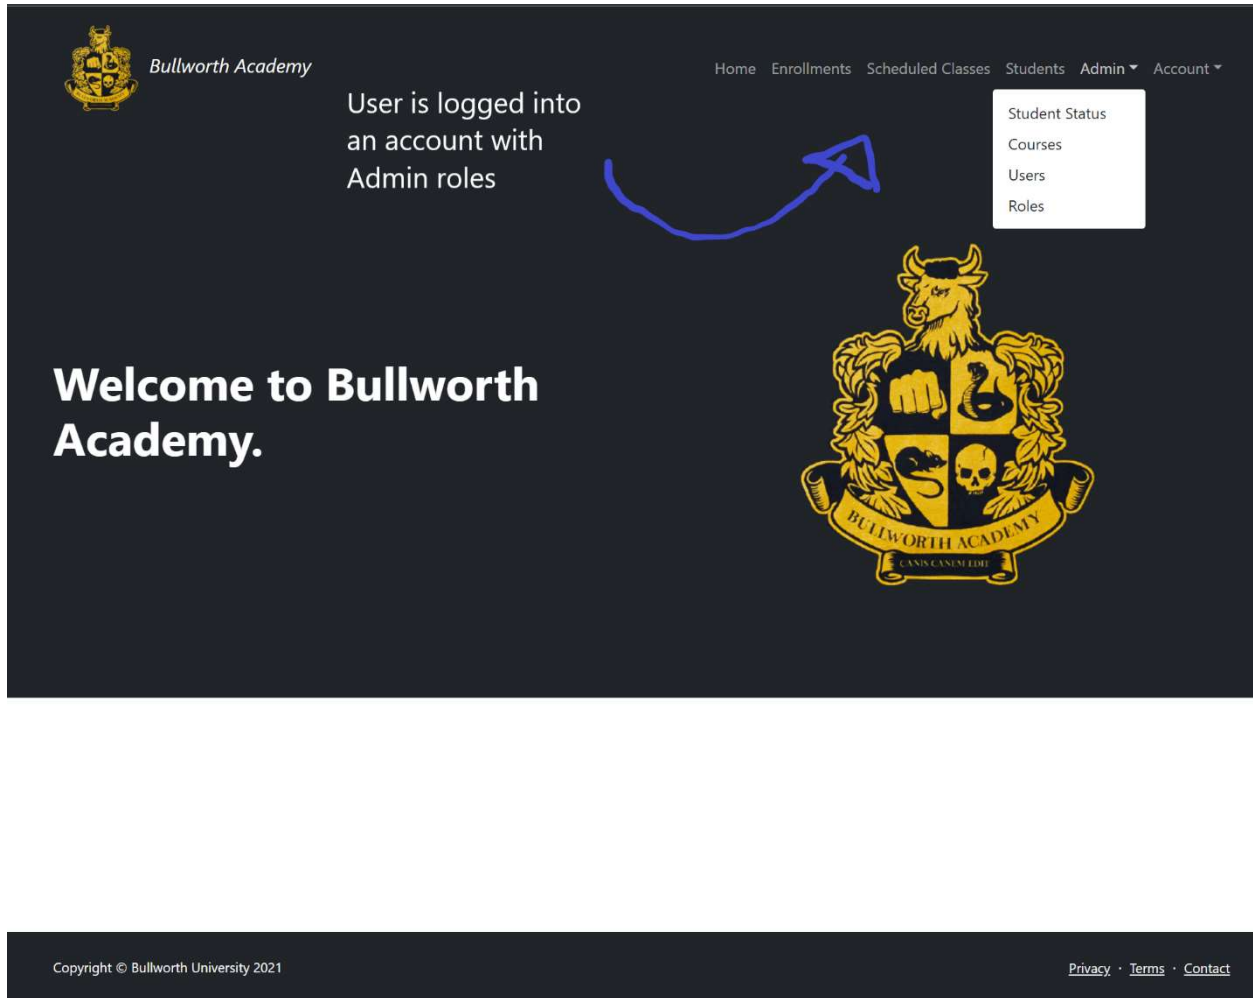 Bullworth Academy
Home Enrollments Scheduled Classes Students Admin Account
User is logged into
an account with
Admin roles
Student Status
Courses
Users
Roles
Welcome to Bullworth
Academy.
BULLWORTH ACADEMY
CANIS CANEM EDIT
Copyright © Bullworth University 2021
Privacy · Terms · Contact